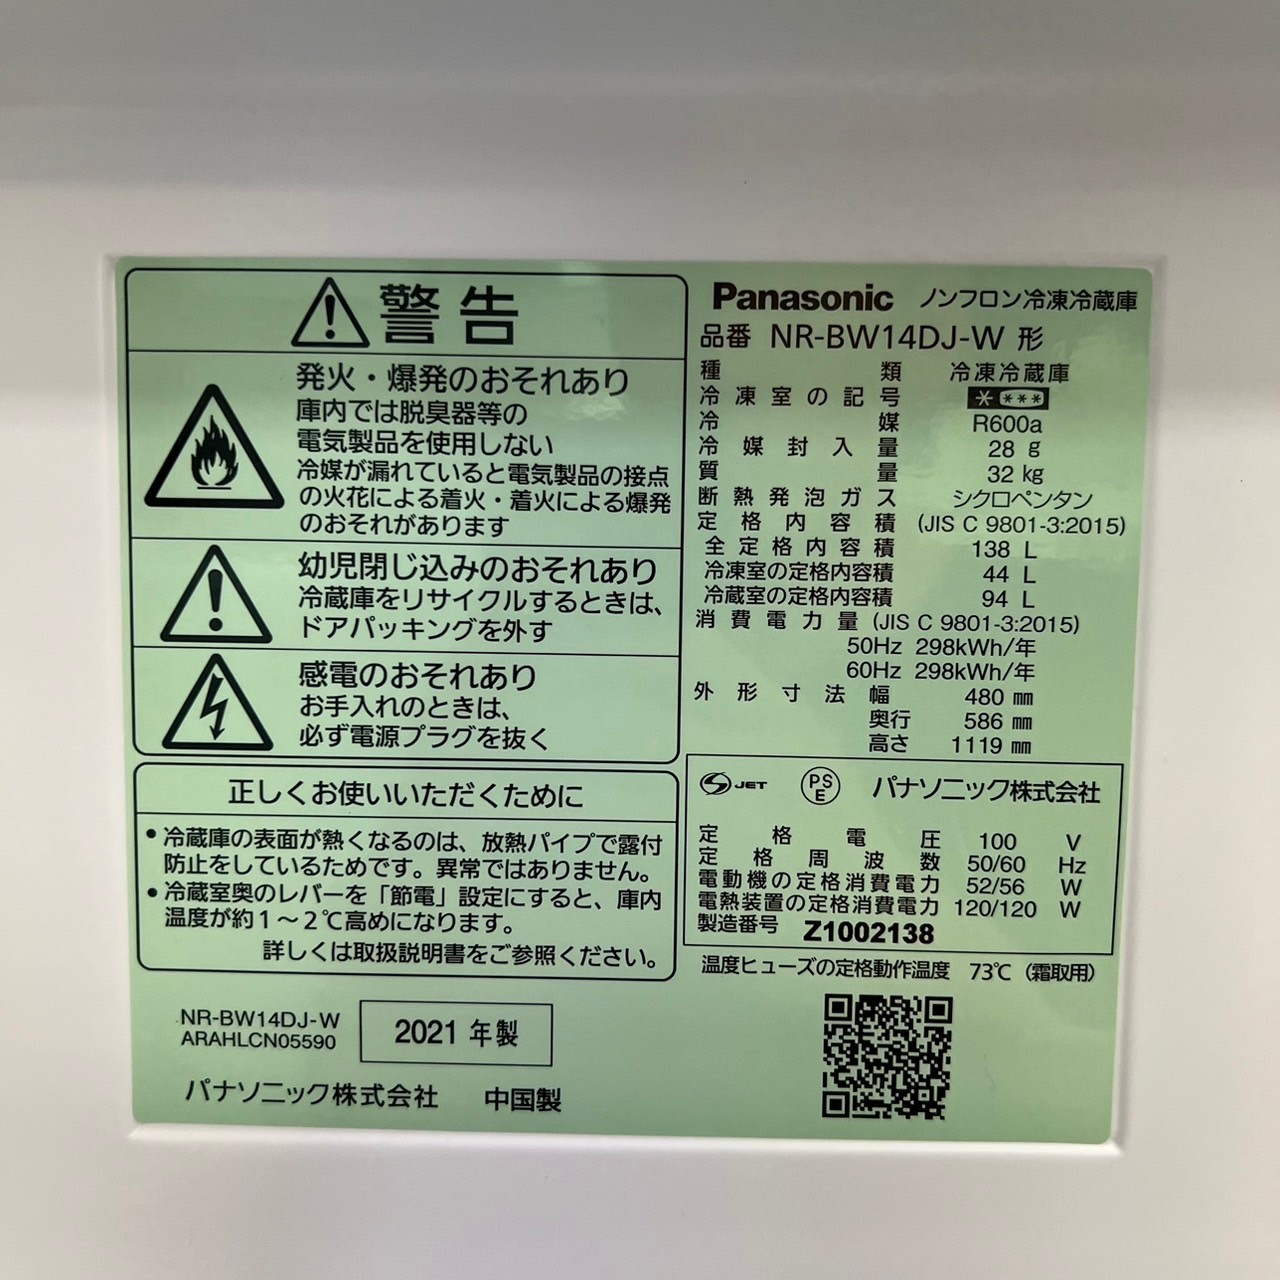 警告
発火・爆発のおそれあり
庫内では脱臭器等の
電気製品を使用しない
冷媒が漏れていると電気製品の接点
の火花による着火・着火による爆発
のおそれがあります
幼児閉じ込みのおそれあり
冷蔵庫をリサイクルするときは、
ドアパッキングを外す
感電のおそれあり
お手入れのときは、
必ず電源プラグを抜く
正しくお使いいただくために
• 冷蔵庫の表面が熱くなるのは、放熱パイプで露付
防止をしているためです。異常ではありません。
• 冷蔵室奥のレバーを「節電」設定にすると、庫内
温度が約1～2℃高めになります。
詳しくは取扱説明書をご参照ください。
NR-BW14DJ-W
ARAHLCN05590
2021 年製
パナソニック株式会社 中国製
Panasonic ノンフロン冷凍冷蔵庫
品番 NR-BW14DJ-W 形
種類 冷凍冷蔵庫
冷凍室の記号 * ***
冷媒 R600a
冷媒封入量 28 g
質量 32 kg
断熱発泡ガス シクロペンタン
定格内容積 (JIS C 9801-3:2015)
全定格内容積 138 L
冷凍室の定格内容積 44 L
冷蔵室の定格内容積 94 L
消費電力量 (JIS C 9801-3:2015)
50Hz 298kWh/年
60Hz 298kWh/年
外形寸法 幅 480 mm
奥行 586 mm
高さ 1119 mm
JET PSE パナソニック株式会社
定格電圧 100 V
定格周波数 50/60 Hz
電動機の定格消費電力 52/56 W
電熱装置の定格消費電力 120/120 W
製造番号 Z1002138
温度ヒューズの定格動作温度 73℃（霜取用）